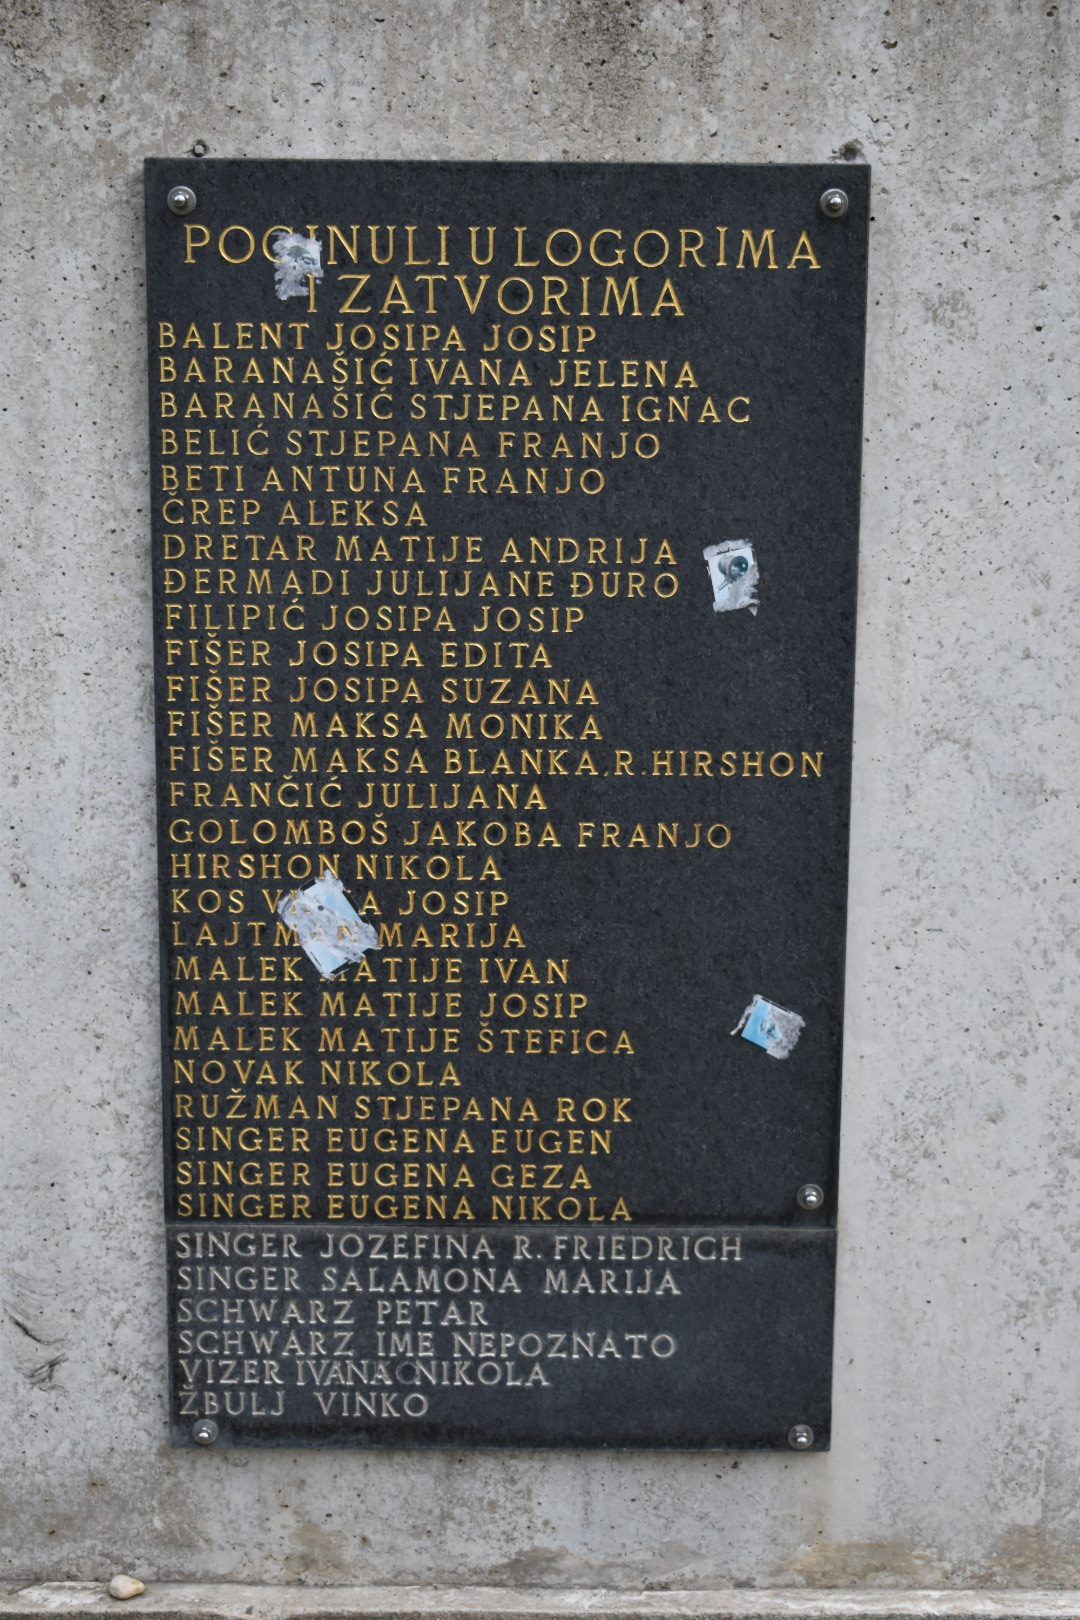 POGINULI U LOGORIMA
I ZATVORIMA
BALENT JOSIPA JOSIP
BARANAŠIĆ IVANA JELENA
BARANAŠIĆ STJEPANA IGNAC
BELIĆ STJEPANA FRANJO
BETI ANTUNA FRANJO
ČREP ALEKSA
DRETAR MATIJE ANDRIJA
ĐERMADI JULIJANE ĐURO
FILIPIĆ JOSIPA JOSIP
FIŠER JOSIPA EDITA
FIŠER JOSIPA SUZANA
FIŠER MAKSA MONIKA
FIŠER MAKSA BLANKA, R. HIRSHON
FRANČIĆ JULIJANA
GOLOMBOŠ JAKOBA FRANJO
HIRSHON NIKOLA
KOS JOSIP
LAJTMAN MARIJA
MALEK MATIJE IVAN
MALEK MATIJE JOSIP
MALEK MATIJE ŠTEFICA
NOVAK NIKOLA
RUŽMAN STJEPANA ROK
SINGER EUGENA EUGEN
SINGER EUGENA GEZA
SINGER EUGENA NIKOLA
SINGER JOZEFINA R. FRIEDRICH
SINGER SALAMONA MARIJA
SCHWARZ PETAR
SCHWARZ IME NEPOZNATO
VIZER IVANA NIKOLA
ŽBULJ VINKO